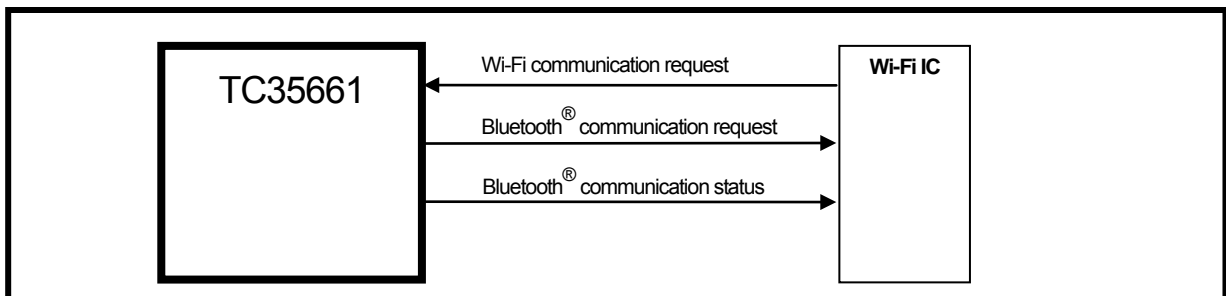 TC35661
Wi-Fi communication request
Wi-Fi IC
Bluetooth® communication request
Bluetooth® communication status